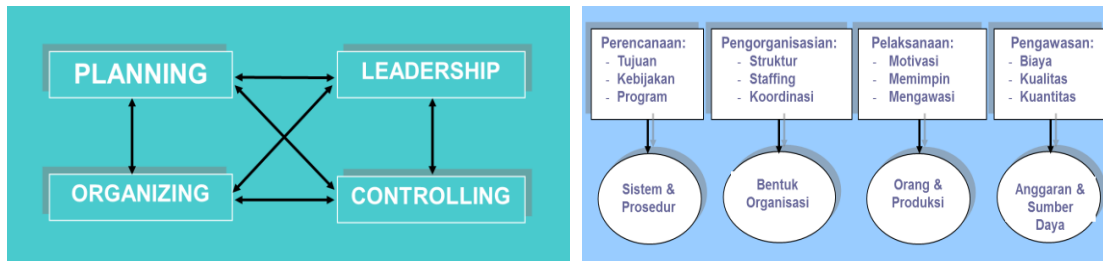 PLANNING
LEADERSHIP
ORGANIZING
CONTROLLING
Perencanaan:
- Tujuan
- Kebijakan
- Program
Pengorganisasian:
- Struktur
- Staffing
- Koordinasi
Pelaksanaan:
- Motivasi
- Memimpin
- Mengawasi
Pengawasan:
- Biaya
- Kualitas
- Kuantitas
Sistem &
Prosedur
Bentuk
Organisasi
Orang &
Produksi
Anggaran &
Sumber
Daya